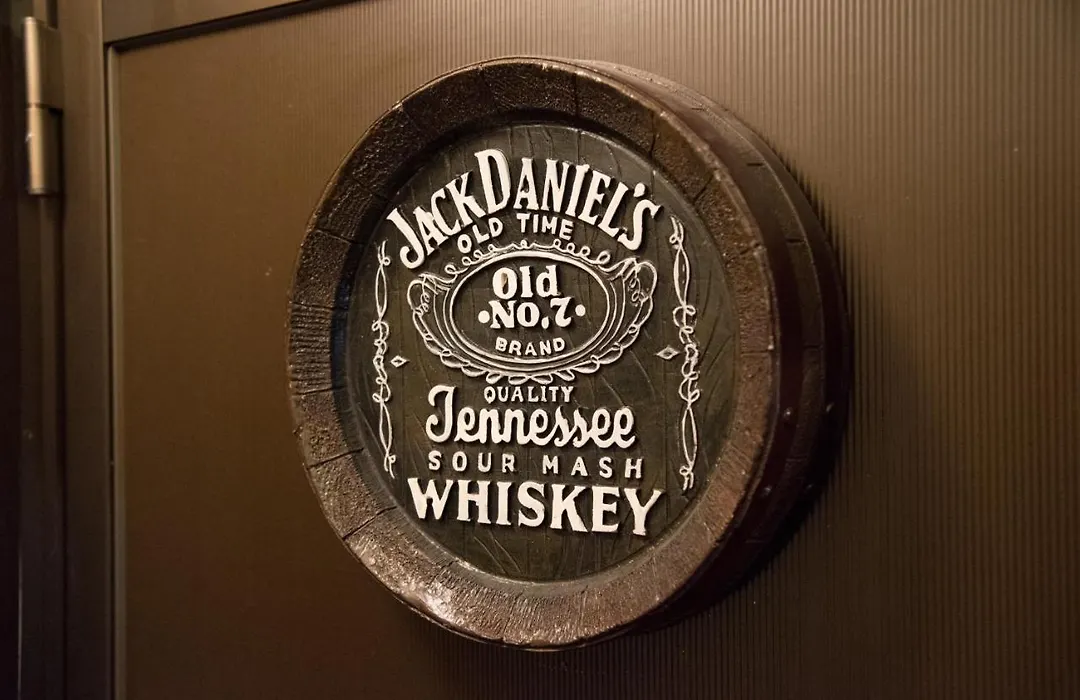 JACK DANIEL'S
OLD TIME
Old
•No.7•
BRAND
QUALITY
Tennessee
SOUR MASH
WHISKEY